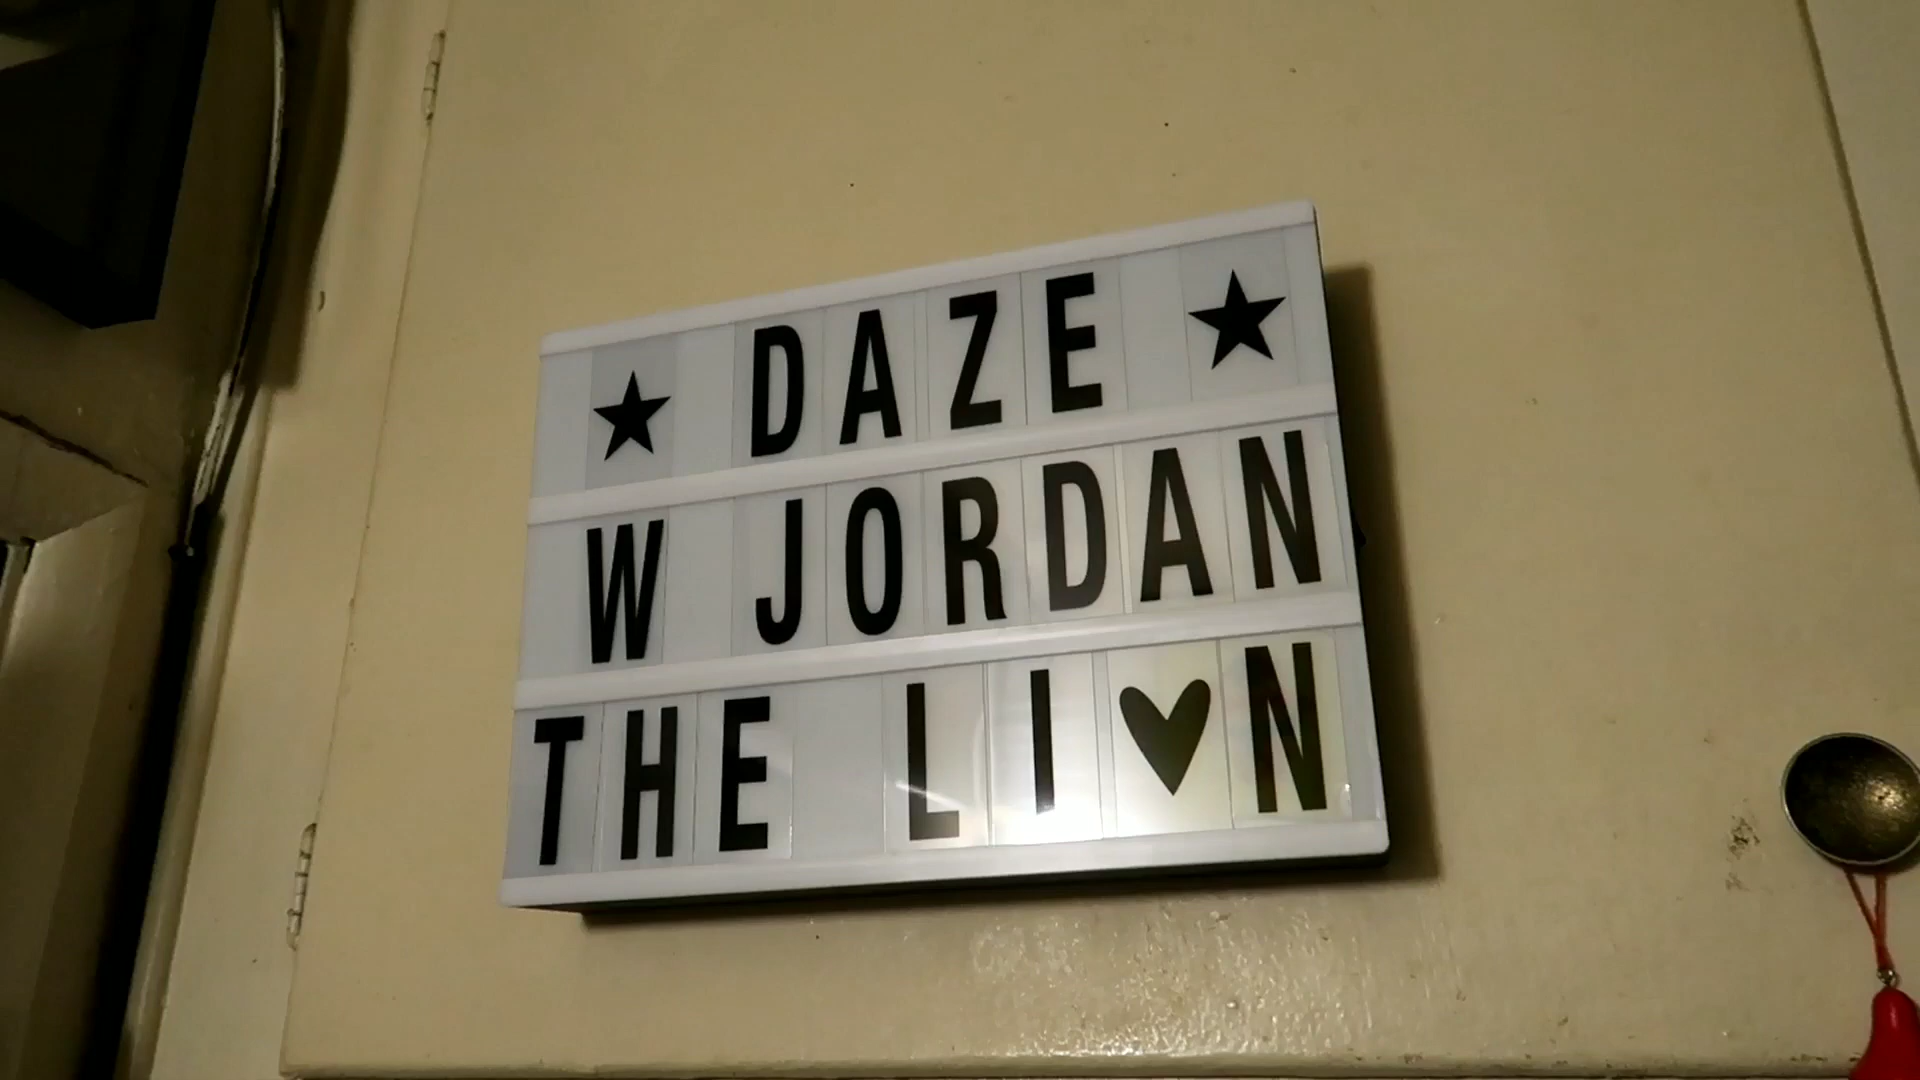 ★ DAZE ★
W JORDAN
THE LI♥N